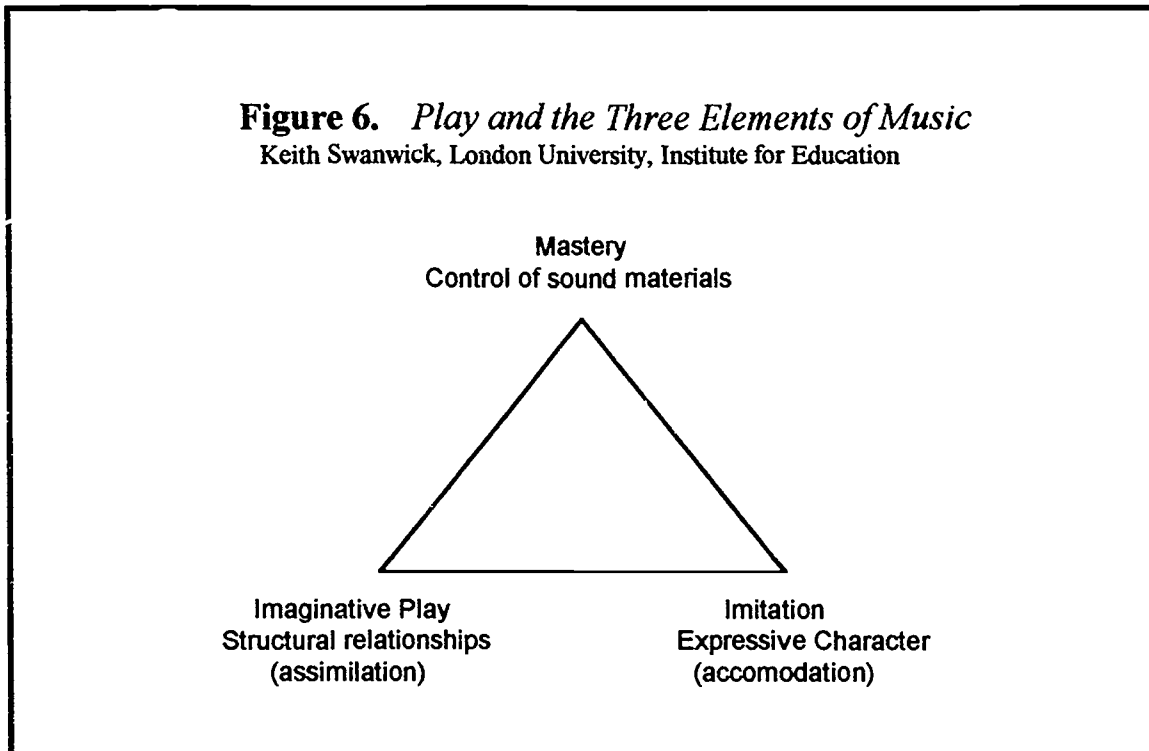 Figure 6. Play and the Three Elements of Music
Keith Swanwick, London University, Institute for Education
Mastery
Control of sound materials
Imaginative Play
Structural relationships
(assimilation)
Imitation
Expressive Character
(accomodation)